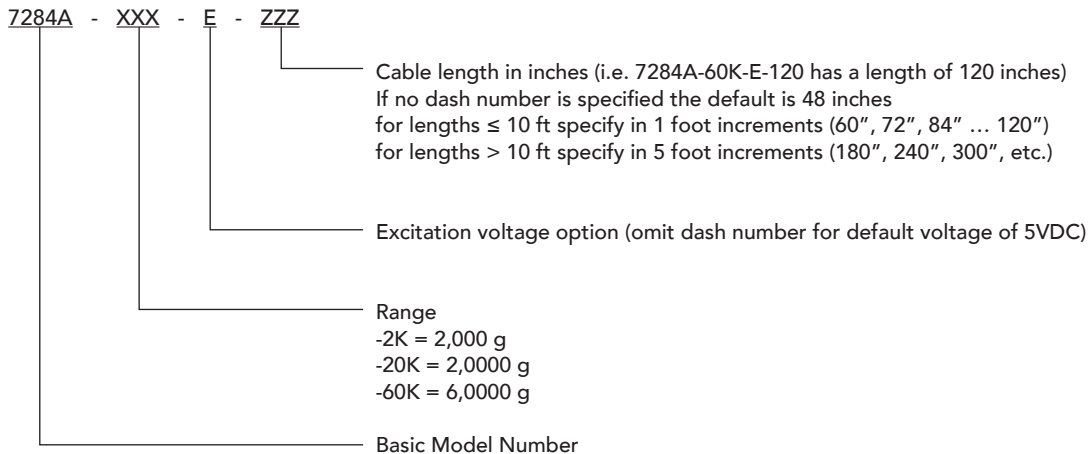 7284A - XXX - E - ZZZ
Cable length in inches (i.e. 7284A-60K-E-120 has a length of 120 inches)
If no dash number is specified the default is 48 inches
for lengths ≤ 10 ft specify in 1 foot increments (60”, 72”, 84” … 120”)
for lengths > 10 ft specify in 5 foot increments (180”, 240”, 300”, etc.)
Excitation voltage option (omit dash number for default voltage of 5VDC)
Range
-2K = 2,000 g
-20K = 2,0000 g
-60K = 6,0000 g
Basic Model Number